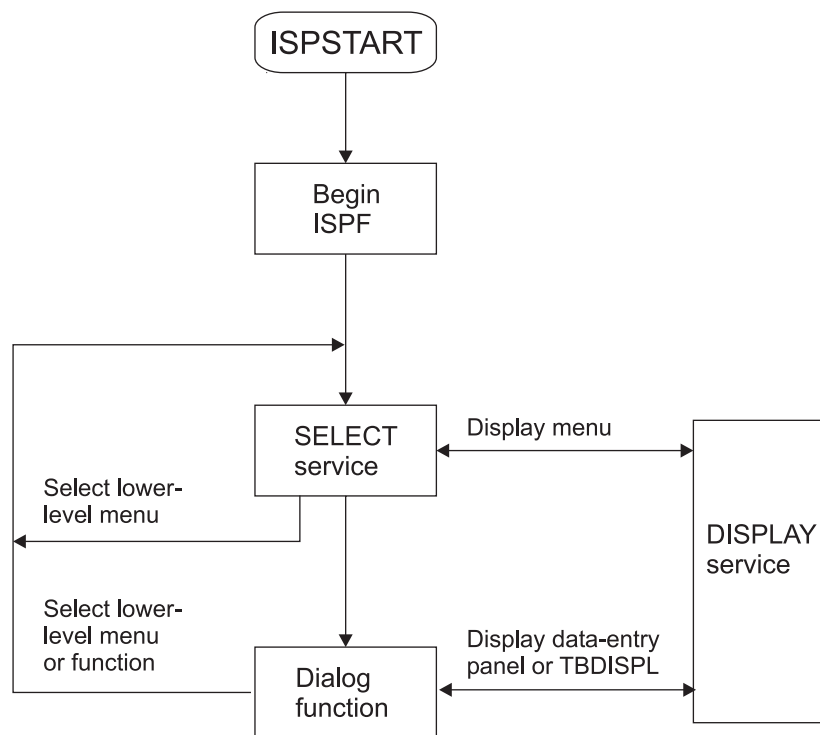 ISPSTART
Begin
ISPF
SELECT
service
Display menu
Select lower-
level menu
DISPLAY
service
Select lower-
level menu
or function
Display data-entry
panel or TBDISPL
Dialog
function